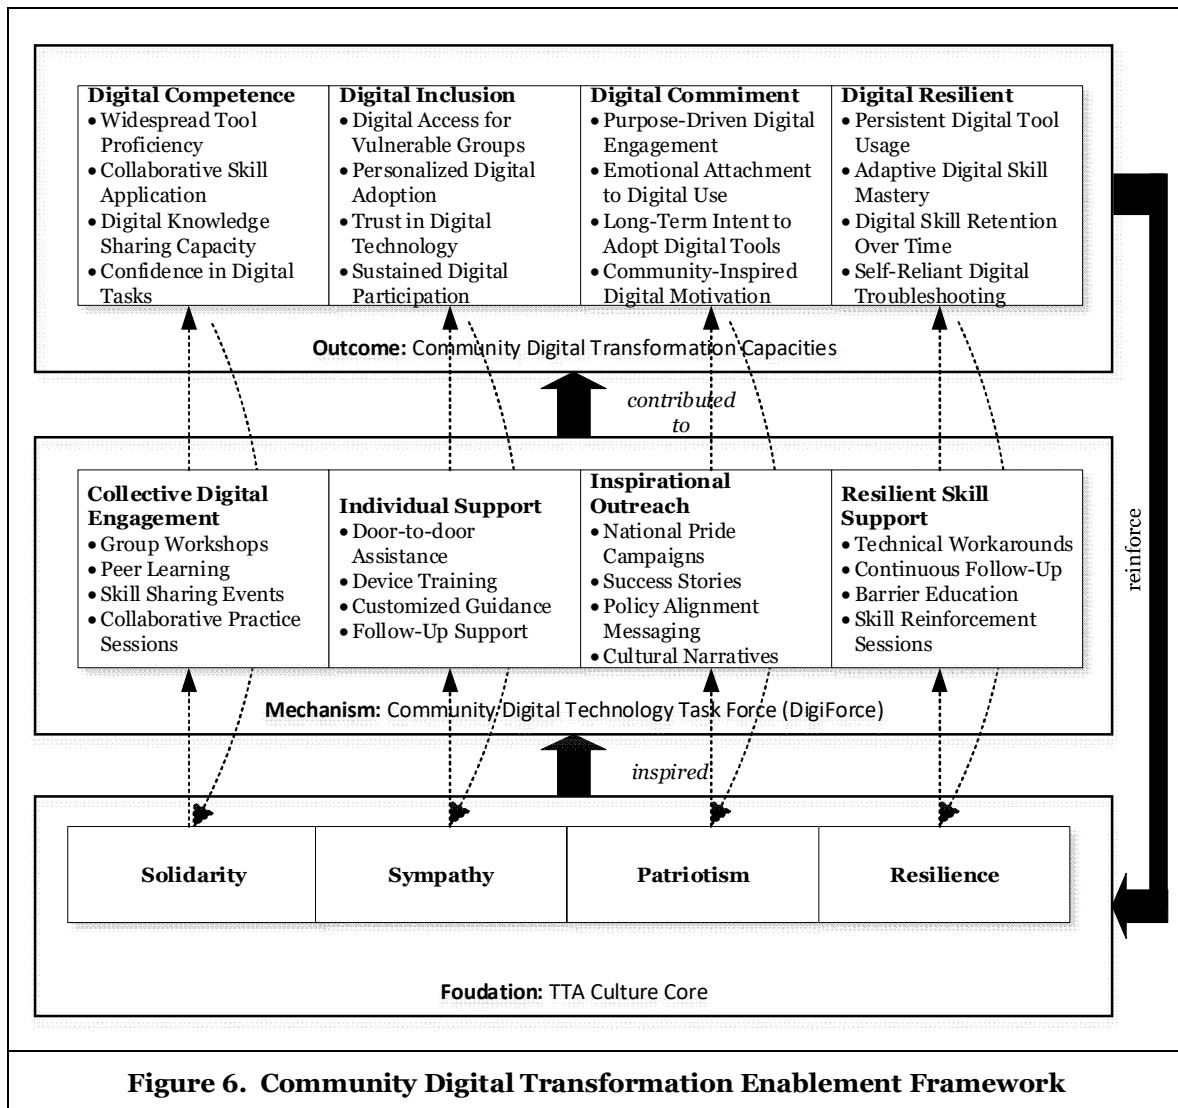 Digital Competence
• Widespread Tool
Proficiency
• Collaborative Skill
Application
• Digital Knowledge
Sharing Capacity
• Confidence in Digital
Tasks
Digital Inclusion
• Digital Access for
Vulnerable Groups
• Personalized Digital
Adoption
• Trust in Digital
Technology
• Sustained Digital
Participation
Digital Commiment
• Purpose-Driven Digital
Engagement
• Emotional Attachment
to Digital Use
• Long-Term Intent to
Adopt Digital Tools
• Community-Inspired
Digital Motivation
Digital Resilient
• Persistent Digital Tool
Usage
• Adaptive Digital Skill
Mastery
• Digital Skill Retention
Over Time
• Self-Reliant Digital
Troubleshooting
Outcome: Community Digital Transformation Capacities
contributed
to
Collective Digital
Engagement
• Group Workshops
• Peer Learning
• Skill Sharing Events
• Collaborative Practice
Sessions
Individual Support
• Door-to-door
Assistance
• Device Training
• Customized Guidance
• Follow-Up Support
Inspirational
Outreach
• National Pride
Campaigns
• Success Stories
• Policy Alignment
Messaging
• Cultural Narratives
Resilient Skill
Support
• Technical Workarounds
• Continuous Follow-Up
• Barrier Education
• Skill Reinforcement
Sessions
Mechanism: Community Digital Technology Task Force (DigiForce)
reinforce
inspired
Solidarity
Sympathy
Patriotism
Resilience
Foudation: TTA Culture Core
Figure 6. Community Digital Transformation Enablement Framework